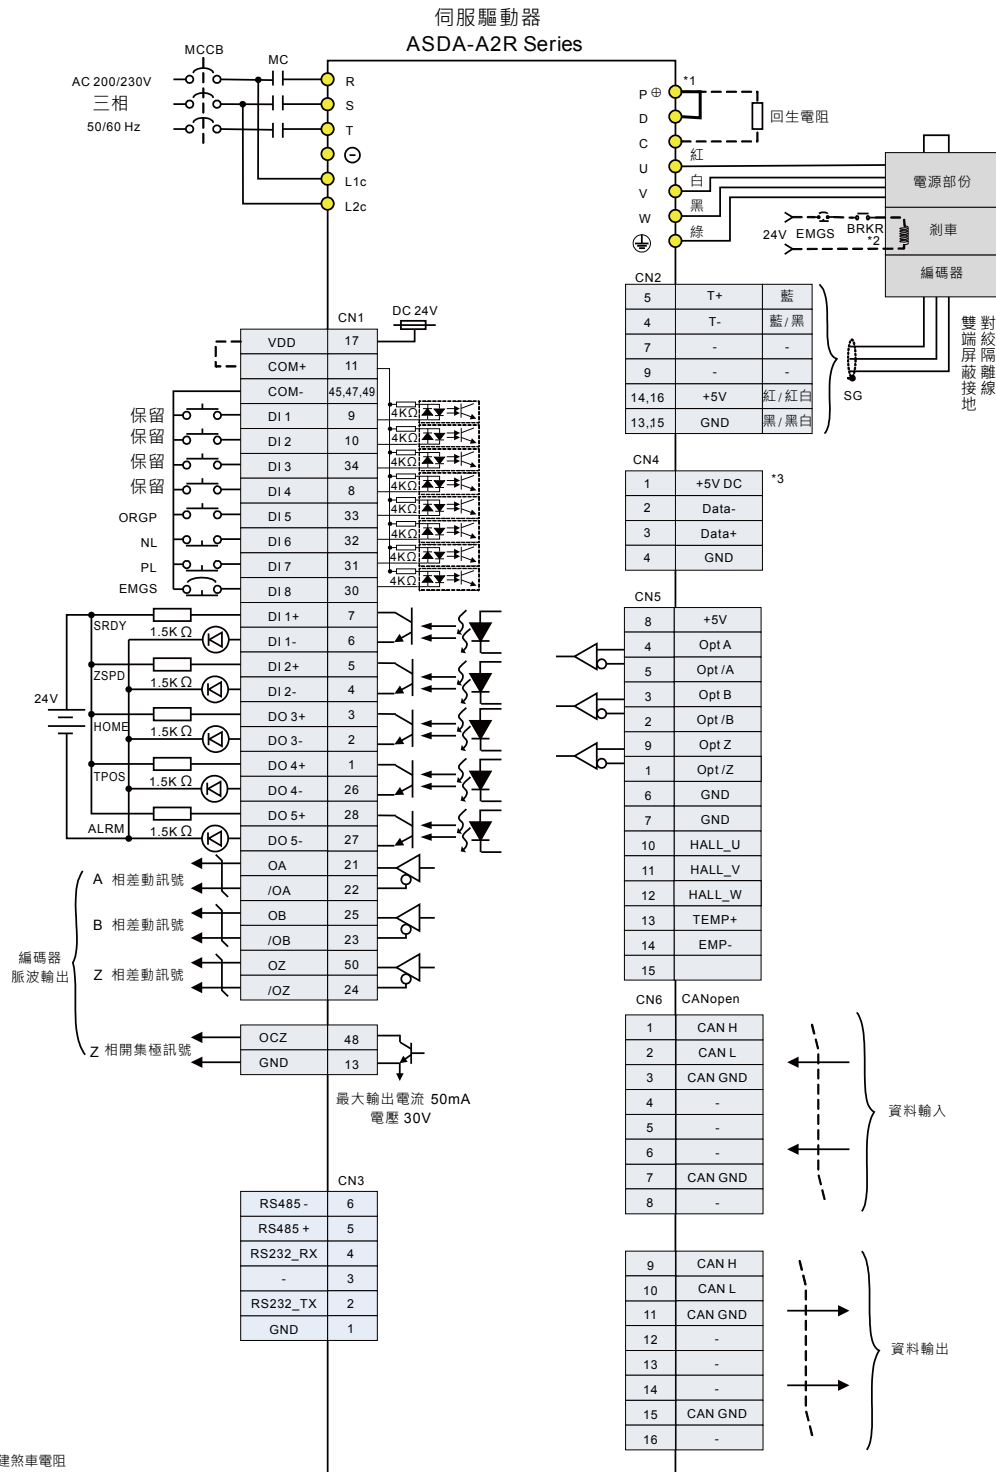 伺服驅動器
ASDA-A2R Series
MCCB
MC
AC 200/230V
三相
50/60 Hz
R
S
T
L1c
L2c
*1
P
D
C
U
V
W
回生電阻
紅
白
黑
綠
電源部份
24V
EMGS
BRKR
*2
剎車
編碼器
CN2
5 T+ 藍
4 T- 藍/黑
7 - -
9 - -
14,16 +5V 紅/紅白
13,15 GND 黑/黑白
SG
對絞隔離線
雙端屏蔽接地
CN1
DC 24V
VDD 17
COM+ 11
COM- 45,47,49
保留 DI 1 9 4KΩ
保留 DI 2 10 4KΩ
保留 DI 3 34 4KΩ
保留 DI 4 8 4KΩ
ORGP DI 5 33 4KΩ
NL DI 6 32 4KΩ
PL DI 7 31 4KΩ
EMGS DI 8 30 4KΩ
24V
SRDY DI 1+ 7
1.5KΩ DI 1- 6
ZSPD DI 2+ 5
1.5KΩ DI 2- 4
HOME DO 3+ 3
1.5KΩ DO 3- 2
TPOS DO 4+ 1
1.5KΩ DO 4- 26
ALRM DO 5+ 28
1.5KΩ DO 5- 27
編碼器
脈波輸出
A 相差動訊號
OA 21
/OA 22
B 相差動訊號
OB 25
/OB 23
Z 相差動訊號
OZ 50
/OZ 24
Z 相開集極訊號
OCZ 48
GND 13
最大輸出電流 50mA
電壓 30V
CN3
RS485 - 6
RS485 + 5
RS232_RX 4
- 3
RS232_TX 2
GND 1
CN4
1 +5V DC *3
2 Data-
3 Data+
4 GND
CN5
8 +5V
4 Opt A
5 Opt /A
3 Opt B
2 Opt /B
9 Opt Z
1 Opt /Z
6 GND
7 GND
10 HALL_U
11 HALL_V
12 HALL_W
13 TEMP+
14 EMP-
15
CN6 CANopen
1 CAN H
2 CAN L
3 CAN GND
4 -
5 -
6 -
7 CAN GND
8 -
資料輸入
9 CAN H
10 CAN L
11 CAN GND
12 -
13 -
14 -
15 CAN GND
16 -
資料輸出
建煞車電阻